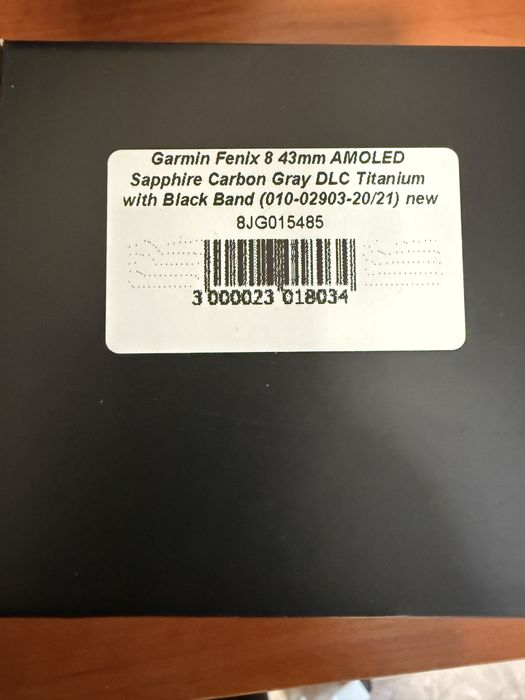 Garmin Fenix 8 43mm AMOLED
Sapphire Carbon Gray DLC Titanium
with Black Band (010-02903-20/21) new
8JG015485
3 000023 018034